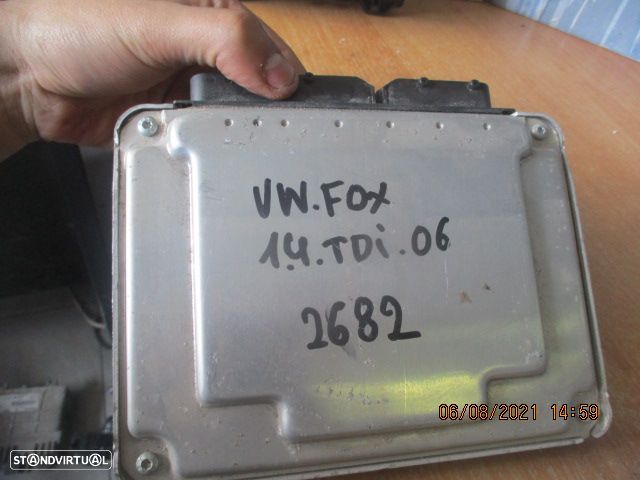 VW.FOX
1.4.TDi.06
2682
06/08/2021 14:59
STANDVIRTUAL